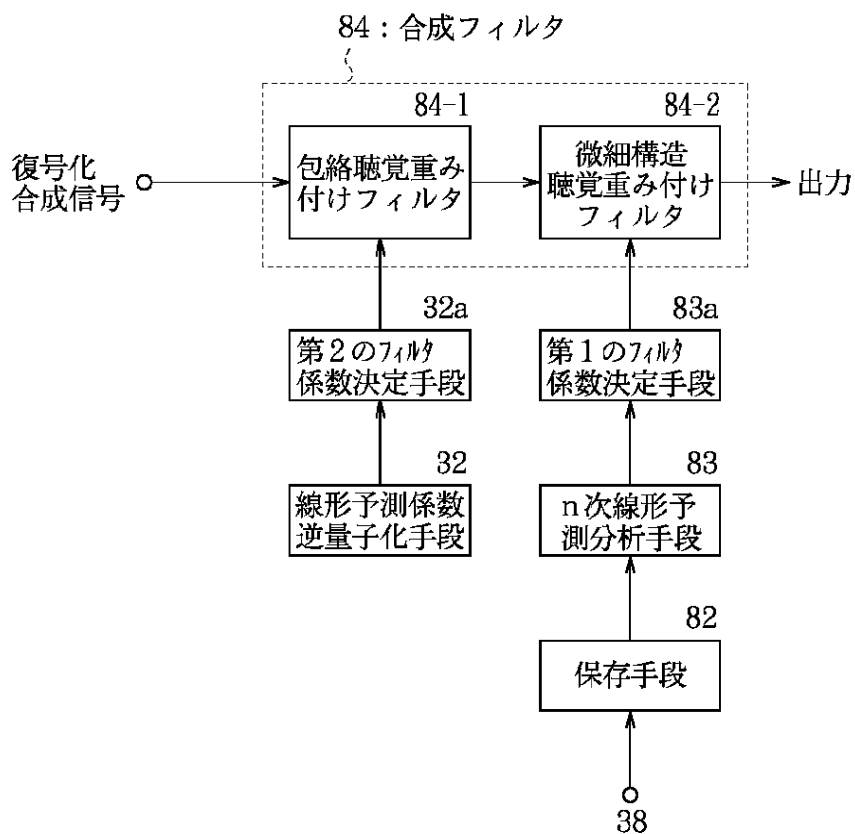 84：合成フィルタ
84-1
84-2
復号化
合成信号
包絡聴覚重み
付けフィルタ
微細構造
聴覚重み付け
フィルタ
出力
32a
83a
第2のフィルタ
係数決定手段
第1のフィルタ
係数決定手段
32
83
線形予測係数
逆量子化手段
n次線形予
測分析手段
82
保存手段
38